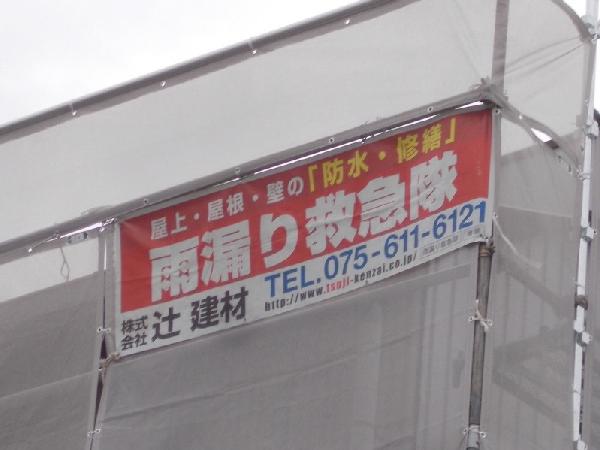 屋上・屋根・壁の「防水・修繕」
雨漏り救急隊
株式会社 辻 建材
TEL.075-611-6121
http://www.tsuji-kenzai.co.jp/